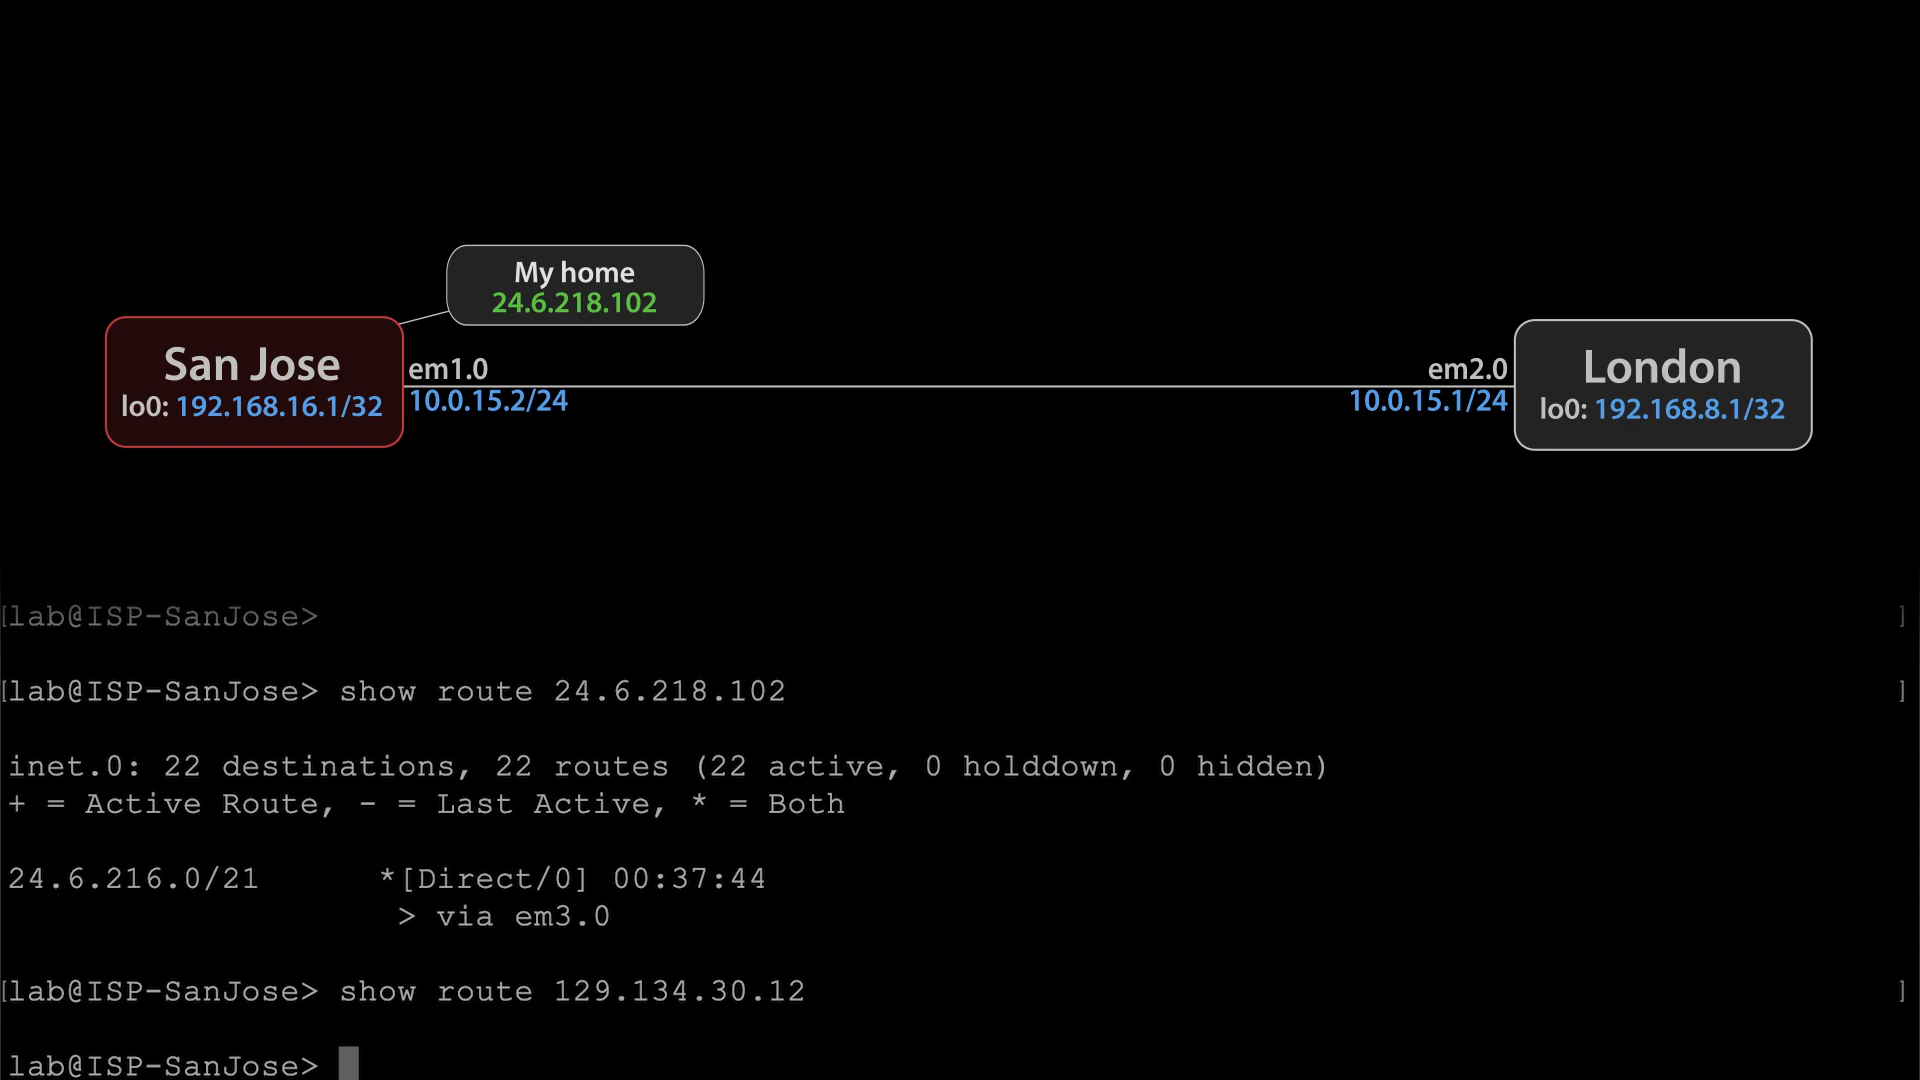 My home
24.6.218.102
San Jose
lo0: 192.168.16.1/32
em1.0
10.0.15.2/24
em2.0
10.0.15.1/24
London
lo0: 192.168.8.1/32
[lab@ISP-SanJose> ]
[lab@ISP-SanJose> show route 24.6.218.102 ]
inet.0: 22 destinations, 22 routes (22 active, 0 holddown, 0 hidden)
+ = Active Route, - = Last Active, * = Both
24.6.216.0/21 *[Direct/0] 00:37:44
> via em3.0
[lab@ISP-SanJose> show route 129.134.30.12 ]
lab@ISP-SanJose>